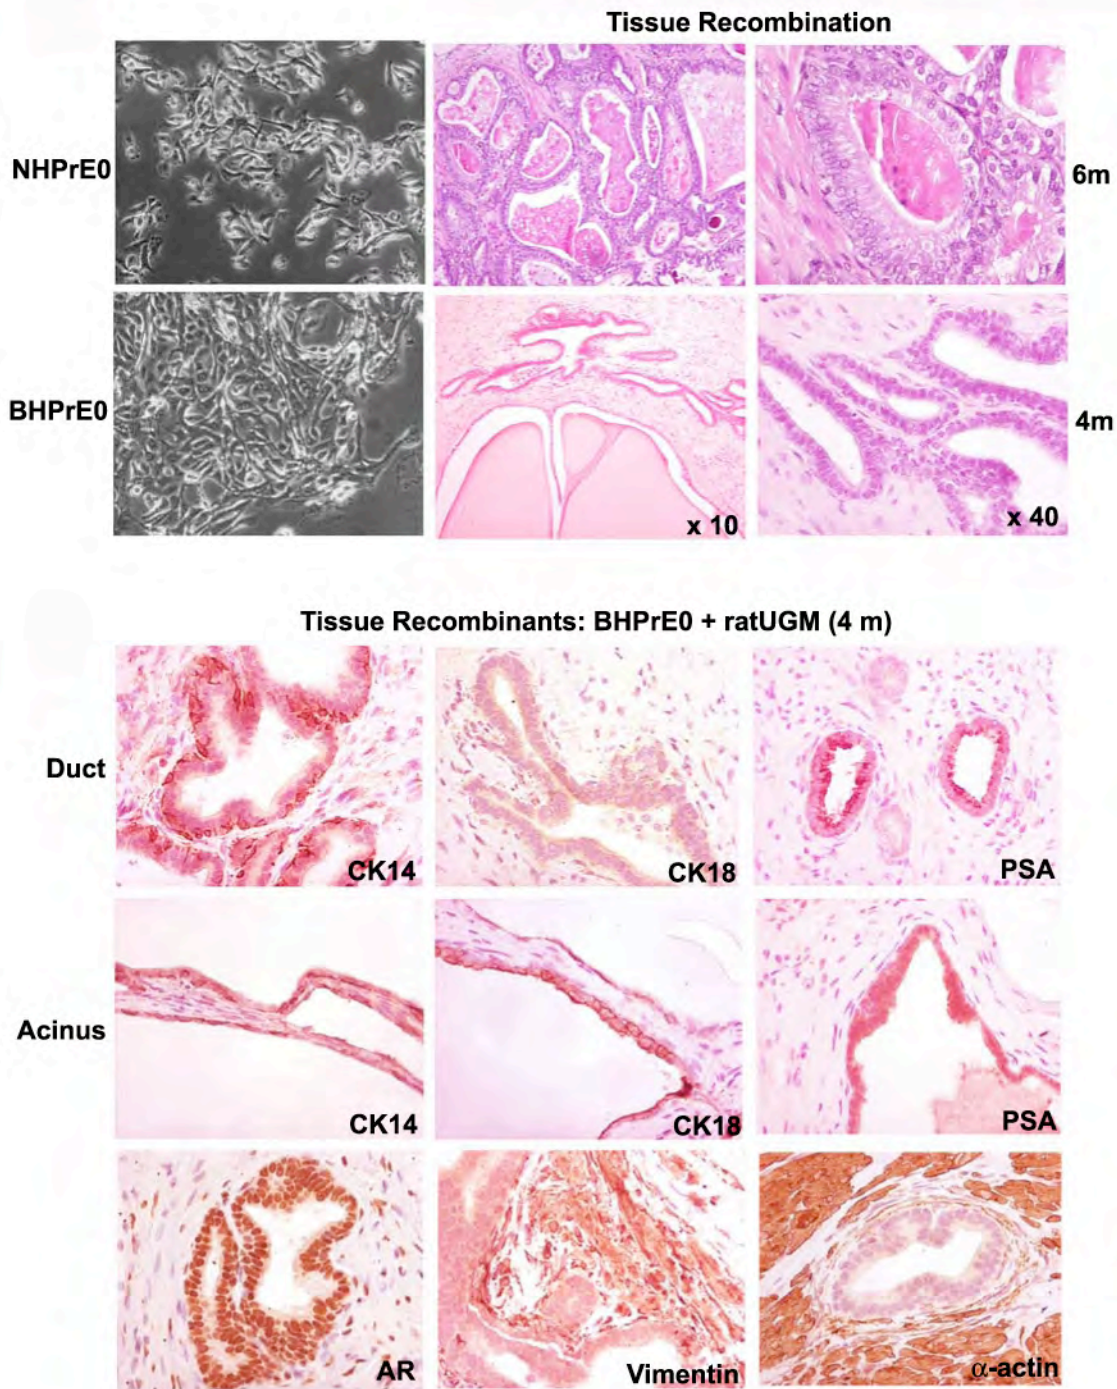 Tissue Recombination
NHPrE0
6m
BHPrE0
4m
x 10
x 40
Tissue Recombinants: BHPrE0 + ratUGM (4 m)
Duct
CK14
CK18
PSA
Acinus
CK14
CK18
PSA
AR
Vimentin
α-actin